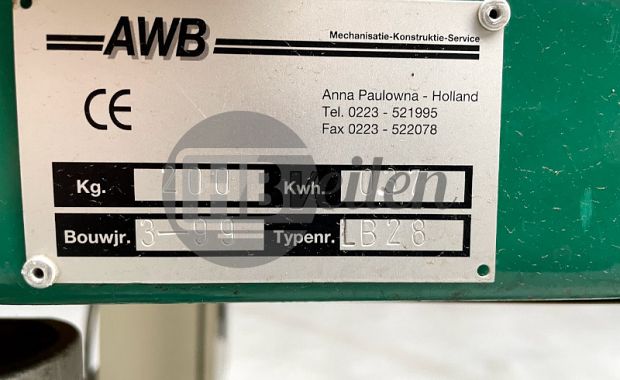 AWB
Mechanisatie-Konstruktie-Service
CE
Anna Paulowna - Holland
Tel. 0223 - 521995
Fax 0223 - 522078
Kg. 200 Kwh.
Bouwjr. 3-99 Typenr. LB28
Veilen